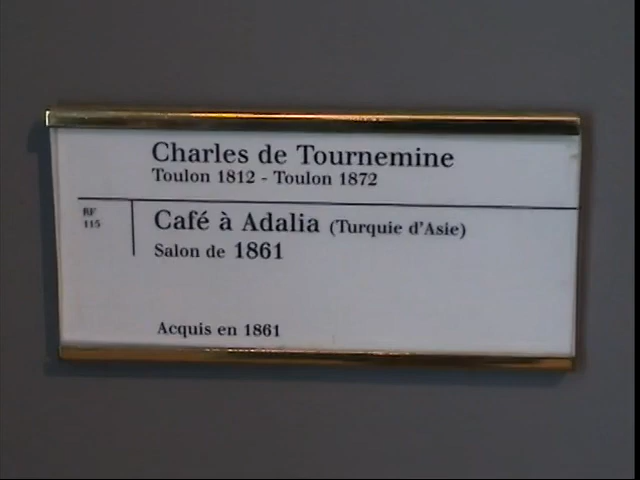 Charles de Tournemine
Toulon 1812 - Toulon 1872
RF
115
Café à Adalia (Turquie d'Asie)
Salon de 1861
Acquis en 1861